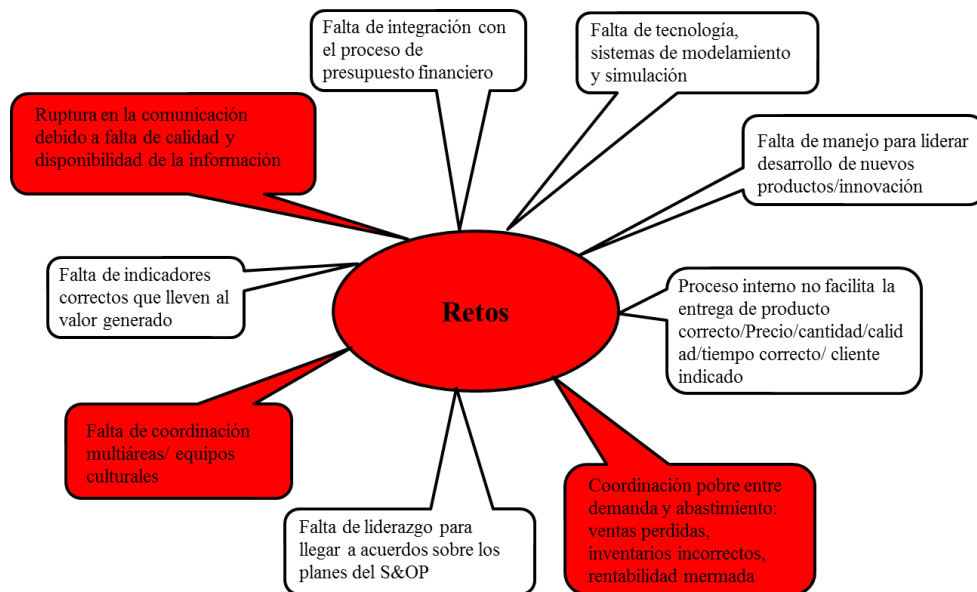 Falta de integración con
el proceso de
presupuesto financiero
Falta de tecnología,
sistemas de modelamiento
y simulación
Ruptura en la comunicación
debido a falta de calidad y
disponibilidad de la información
Falta de manejo para liderar
desarrollo de nuevos
productos/innovación
Falta de indicadores
correctos que lleven al
valor generado
Retos
Proceso interno no facilita la
entrega de producto
correcto/Precio/cantidad/calid
ad/tiempo correcto/ cliente
indicado
Falta de coordinación
multiáreas/ equipos
culturales
Falta de liderazgo para
llegar a acuerdos sobre los
planes del S&OP
Coordinación pobre entre
demanda y abastimiento:
ventas perdidas,
inventarios incorrectos,
rentabilidad mermada